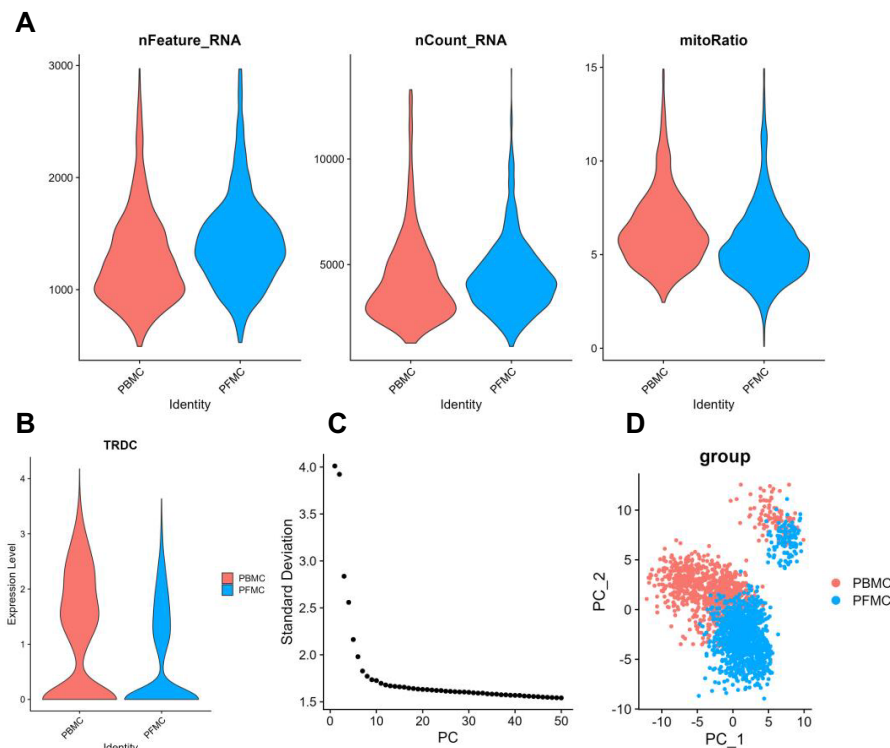 A
nFeature_RNA
3000
2000
1000
PBMC
PFMC
Identity
nCount_RNA
10000
5000
PBMC
PFMC
Identity
mitoRatio
15
10
5
0
PBMC
PFMC
Identity
B
TRDC
Expression Level
4
3
2
1
0
PBMC
PFMC
Identity
PBMC
PFMC
C
Standard Deviation
4.0
3.5
3.0
2.5
2.0
1.5
0 10 20 30 40 50
PC
D
group
PC_2
10
5
0
-5
-10
-10 -5 0 5 10
PC_1
PBMC
PFMC